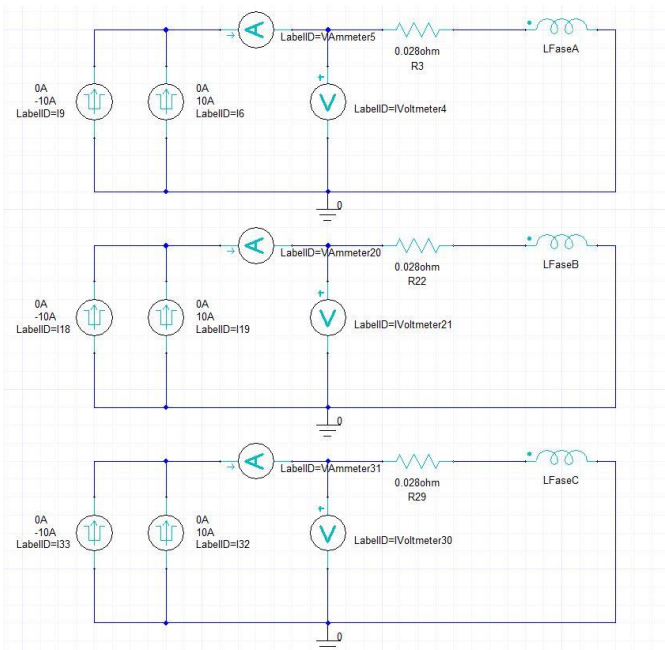 A
LabelID=VAmmeter5
0.028ohm
R3
LFaseA
0A
-10A
LabelID=I9
0A
10A
LabelID=I6
+
V
LabelID=IVoltmeter4
0
A
LabelID=VAmmeter20
0.028ohm
R22
LFaseB
0A
-10A
LabelID=I18
0A
10A
LabelID=I19
+
V
LabelID=IVoltmeter21
0
A
LabelID=VAmmeter31
0.028ohm
R29
LFaseC
0A
-10A
LabelID=I33
0A
10A
LabelID=I32
+
V
LabelID=IVoltmeter30
0